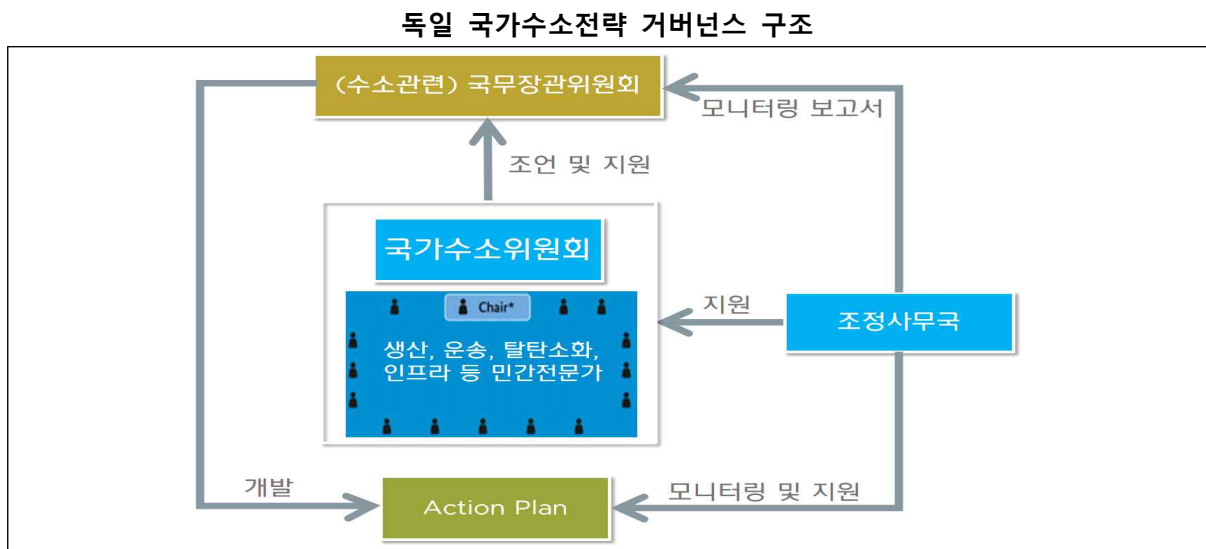 독일 국가수소전략 거버넌스 구조
(수소관련) 국무장관위원회
모니터링 보고서
조언 및 지원
국가수소위원회
Chair*
생산, 운송, 탈탄소화,
인프라 등 민간전문가
지원
조정사무국
개발
Action Plan
모니터링 및 지원